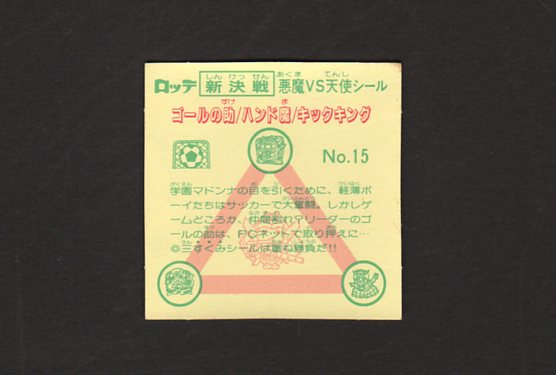 ロッテ 新決戦 悪魔VS天使シール
ゴールの助/ハンド魔/キックキング
No.15
学園マドンナの目を引くために、軽薄ボ
ーイたちはサッカーで大奮闘。しかしゲ
ームどころか、仲間割れ!リーダーのゴ
ールの助は、PCネットで取り押えに…
◎三すくみシールは重ね勝負だ!!